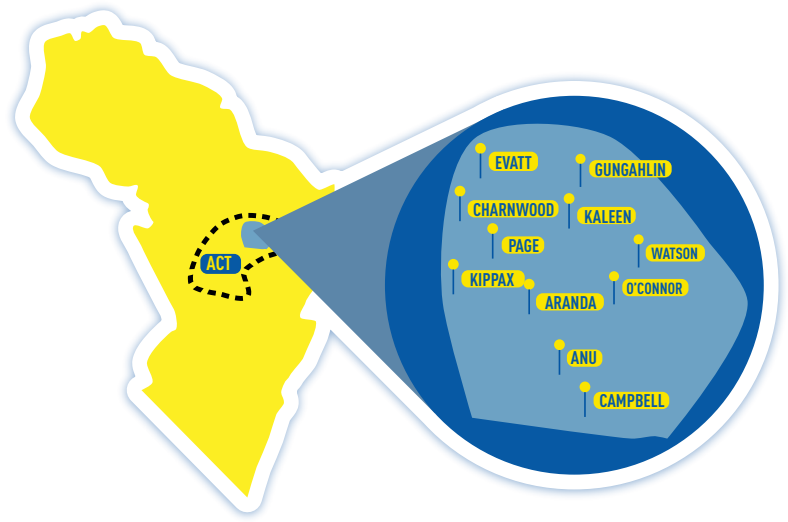 EVATT
GUNGAHLIN
CHARNWOOD
KALEEN
PAGE
WATSON
ACT
KIPPAX
O'CONNOR
ARANDA
ANU
CAMPBELL